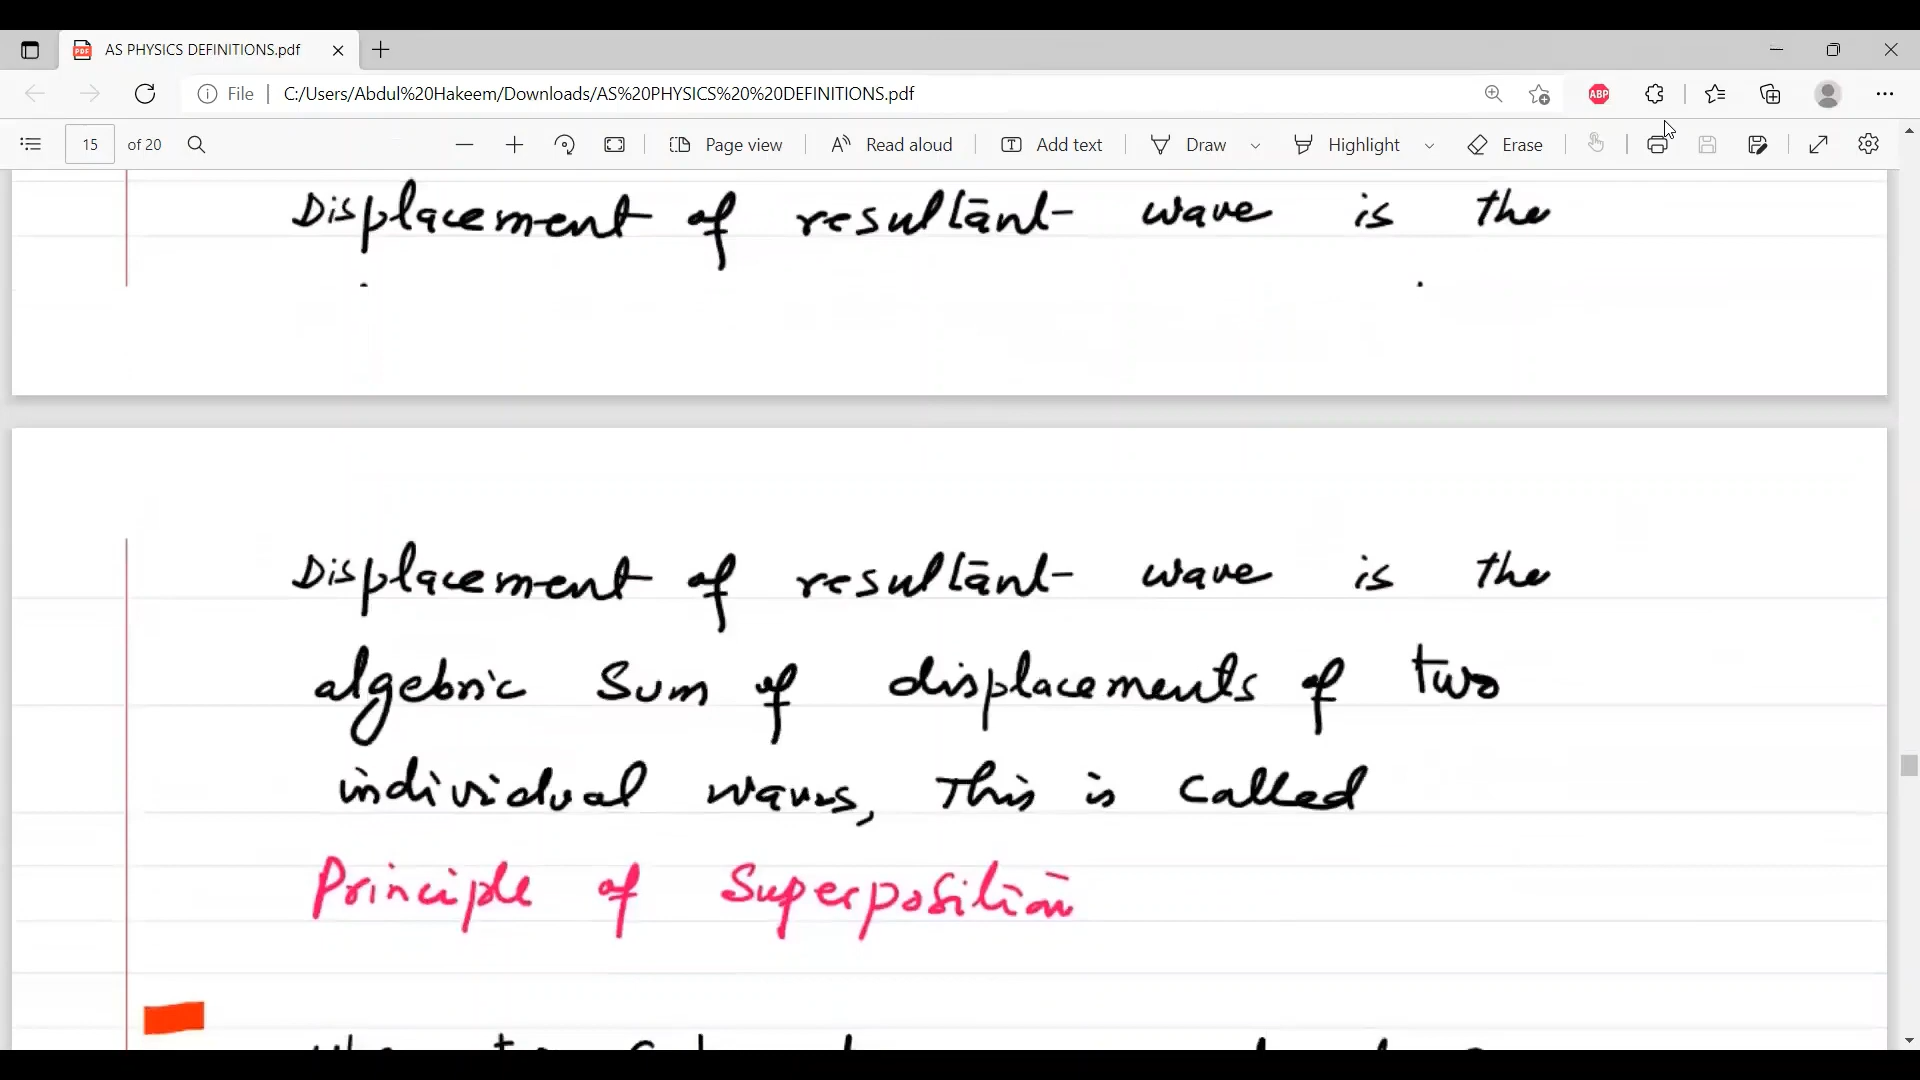 AS PHYSICS DEFINITIONS.pdf
File C:/Users/Abdul%20Hakeem/Downloads/AS%20PHYSICS%20%20DEFINITIONS.pdf ABP
15 of 20 Page view Read aloud Add text Draw Highlight Erase
Displacement of resultant wave is the
Displacement of resultant wave is the
algebric sum of displacements of two
individual waves, This is called
Principle of Superposition